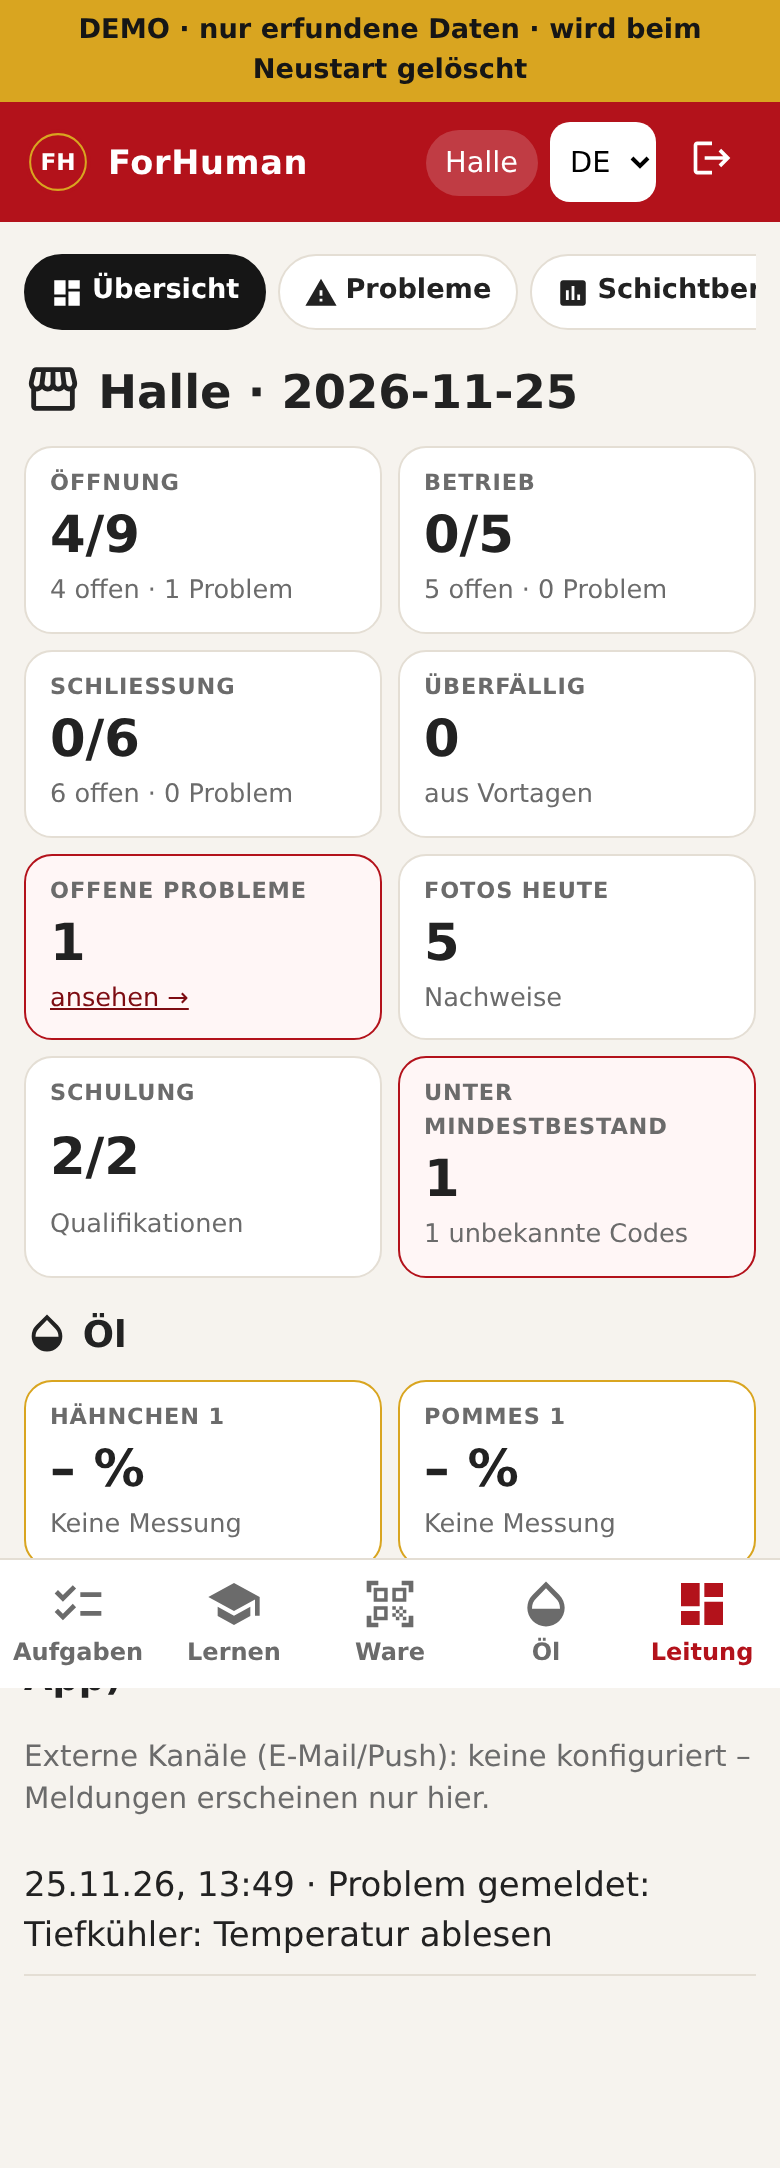 DEMO · nur erfundene Daten · wird beim
Neustart gelöscht
FH ForHuman Halle DE
Übersicht Probleme Schichtber
Halle · 2026-11-25
ÖFFNUNG
4/9
4 offen · 1 Problem
BETRIEB
0/5
5 offen · 0 Problem
SCHLIESSUNG
0/6
6 offen · 0 Problem
ÜBERFÄLLIG
0
aus Vortagen
OFFENE PROBLEME
1
ansehen →
FOTOS HEUTE
5
Nachweise
SCHULUNG
2/2
Qualifikationen
UNTER
MINDESTBESTAND
1
1 unbekannte Codes
Öl
HÄHNCHEN 1
– %
Keine Messung
POMMES 1
– %
Keine Messung
Aufgaben Lernen Ware Öl Leitung
App)
Externe Kanäle (E-Mail/Push): keine konfiguriert –
Meldungen erscheinen nur hier.
25.11.26, 13:49 · Problem gemeldet:
Tiefkühler: Temperatur ablesen